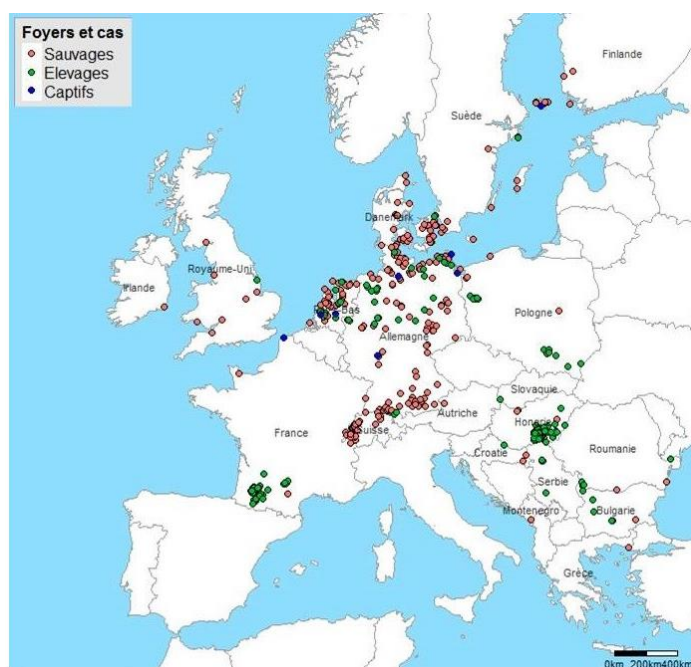 Foyers et cas
Sauvages
Elevages
Captifs
Finlande
Suède
Danemark
Royaume-Uni
Irlande
Bas
Pologne
Allemagne
Slovaquie
Autriche
Hongrie
Suisse
France
Roumanie
Croatie
Serbie
Montenegro
Bulgarie
Grèce
0km 200km400km